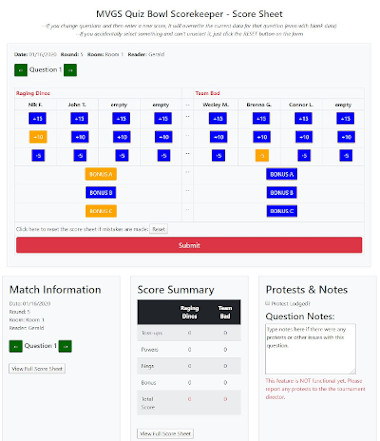 MVGS Quiz Bowl Scorekeeper - Score Sheet
-If you change questions and then enter a new score, it will overwrite the current data for that question (even with blank data).
-If you accidentally select something and can't unselect it, just click the RESET button on the form
Date: 01/16/2020 Round: 5 Room: Room 1 Reader: Gerald
← Question 1 →
Raging Dinos -- Team Bad
Nik F. John T. empty empty -- Wesley M. Brenna G. Connor L. empty
+15 +15 +15 +15 -- +15 +15 +15 +15
+10 +10 +10 +10 -- +10 +10 +10 +10
-5 -5 -5 -5 -- -5 -5 -5 -5
BONUS A BONUS A
BONUS B BONUS B
BONUS C BONUS C
Click here to reset the score sheet if mistakes are made: Reset
Submit
Match Information
Date: 01/16/2020
Round: 5
Room: Room 1
Reader: Gerald
← Question 1 →
View Full Score Sheet
Score Summary
Raging Dinos Team Bad
Toss-ups 0 0
Powers 0 0
Negs 0 0
Bonus 0 0
Total Score 0 0
View Full Score Sheet
Protests & Notes
Protest Lodged?
Question Notes:
Type notes here if there were any
protests or other issues with this
question.
This feature is NOT functional yet. Please
report any protests to the the tournament
director.